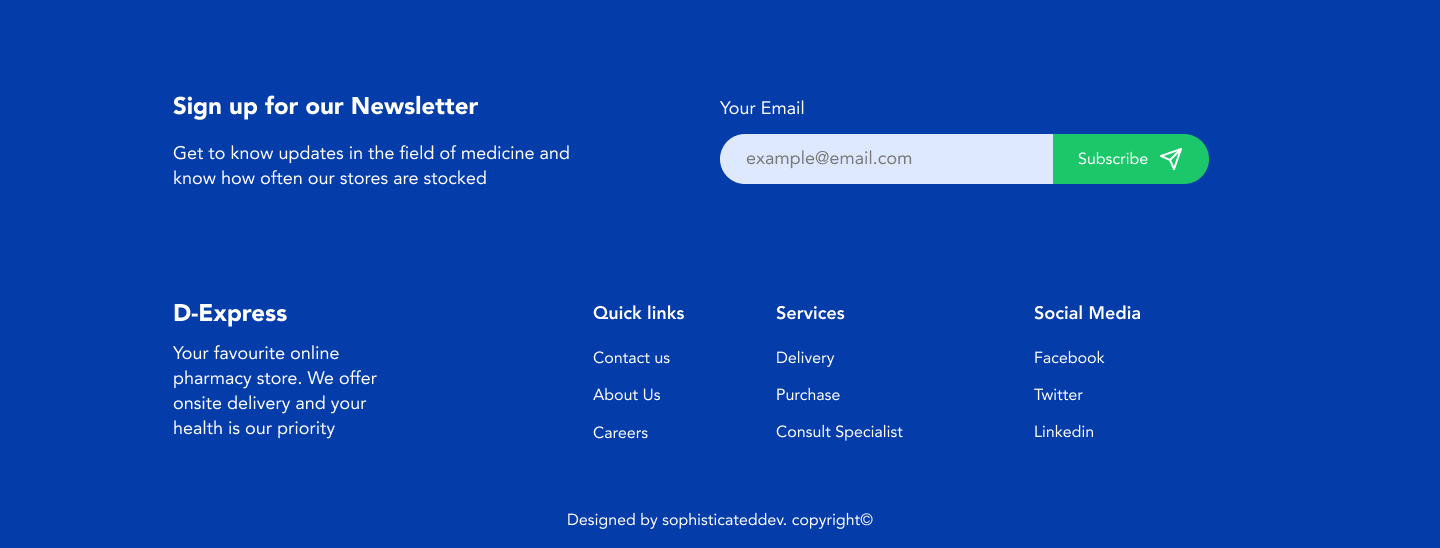 Sign up for our Newsletter
Get to know updates in the field of medicine and
know how often our stores are stocked
Your Email
example@email.com
Subscribe
D-Express
Your favourite online
pharmacy store. We offer
onsite delivery and your
health is our priority
Quick links
Contact us
About Us
Careers
Services
Delivery
Purchase
Consult Specialist
Social Media
Facebook
Twitter
Linkedin
Designed by sophisticateddev. copyright©